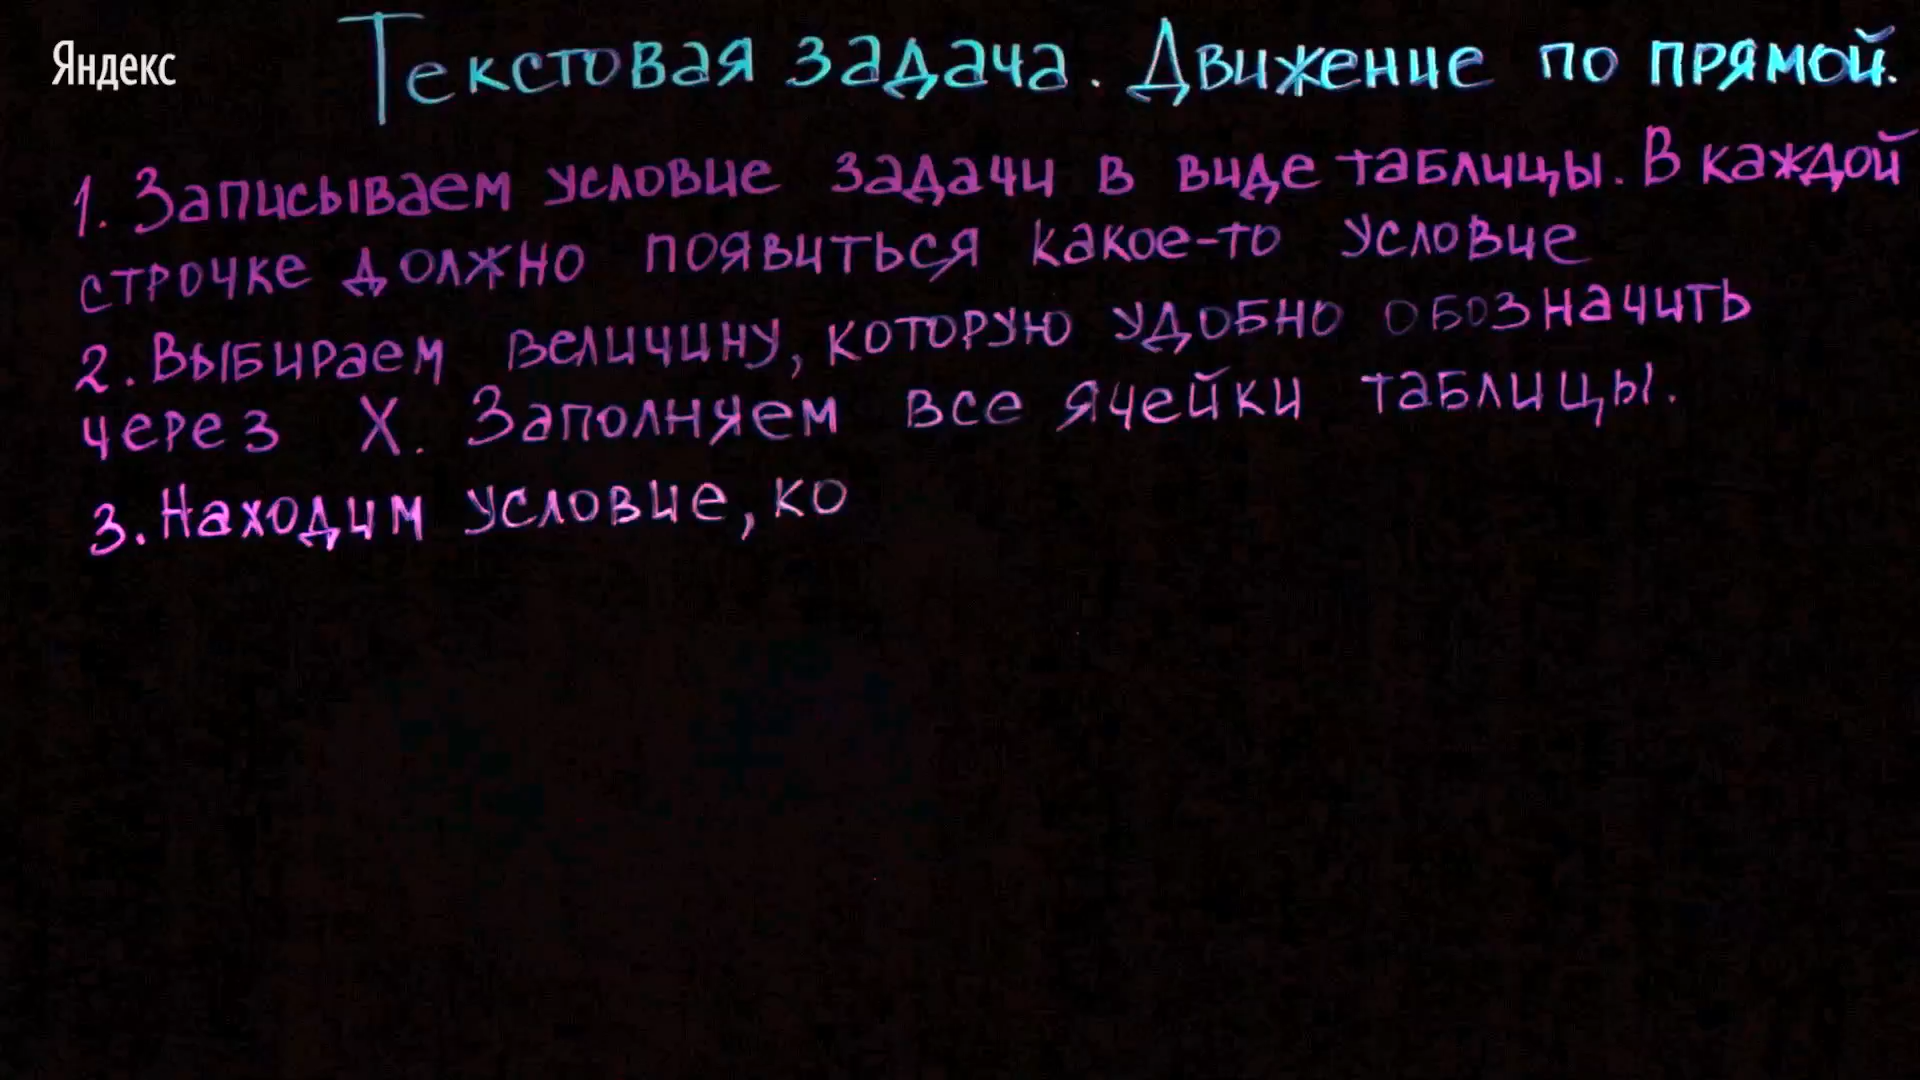 Яндекс
Текстовая задача. Движение по прямой.
1. Записываем условие задачи в виде таблицы. В каждой
строчке должно появиться какое-то условие
2. Выбираем величину, которую удобно обозначить
через X. Заполняем все ячейки таблицы.
3. Находим условие, ко